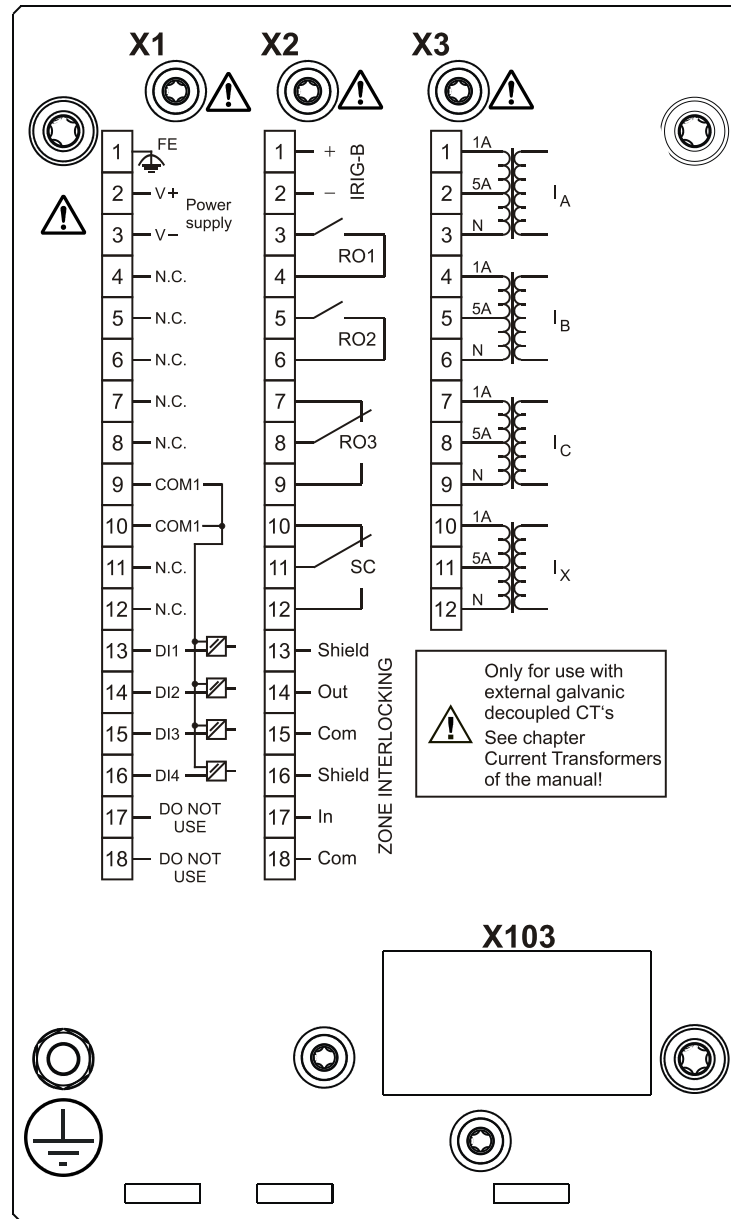 X1
X2
X3
1 FE
2 V+
Power
supply
3 V–
4 N.C.
5 N.C.
6 N.C.
7 N.C.
8 N.C.
9 COM1
10 COM1
11 N.C.
12 N.C.
13 DI1
14 DI2
15 DI3
16 DI4
17 DO NOT
USE
18 DO NOT
USE
1 +
2 –
IRIG-B
3
RO1
4
5
RO2
6
7
8 RO3
9
10
11 SC
12
13 Shield
14 Out
15 Com
16 Shield
17 In
18 Com
ZONE INTERLOCKING
1 1A
2 5A IA
3 N
4 1A
5 5A IB
6 N
7 1A
8 5A IC
9 N
10 1A
11 5A IX
12 N
Only for use with
external galvanic
decoupled CT‘s
See chapter
Current Transformers
of the manual!
X103